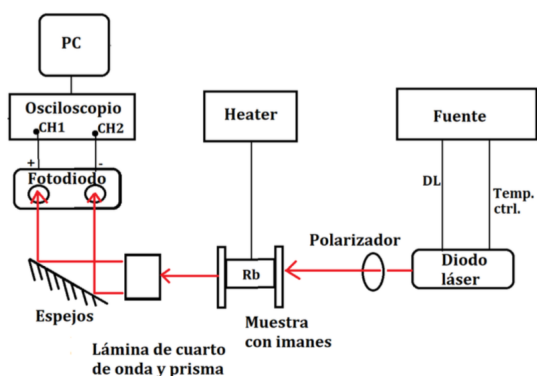 PC
Osciloscopio
CH1
CH2
+
-
Fotodiodo
Heater
Fuente
DL
Temp.
ctrl.
Polarizador
Diodo
láser
Rb
Espejos
Muestra
con imanes
Lámina de cuarto
de onda y prisma